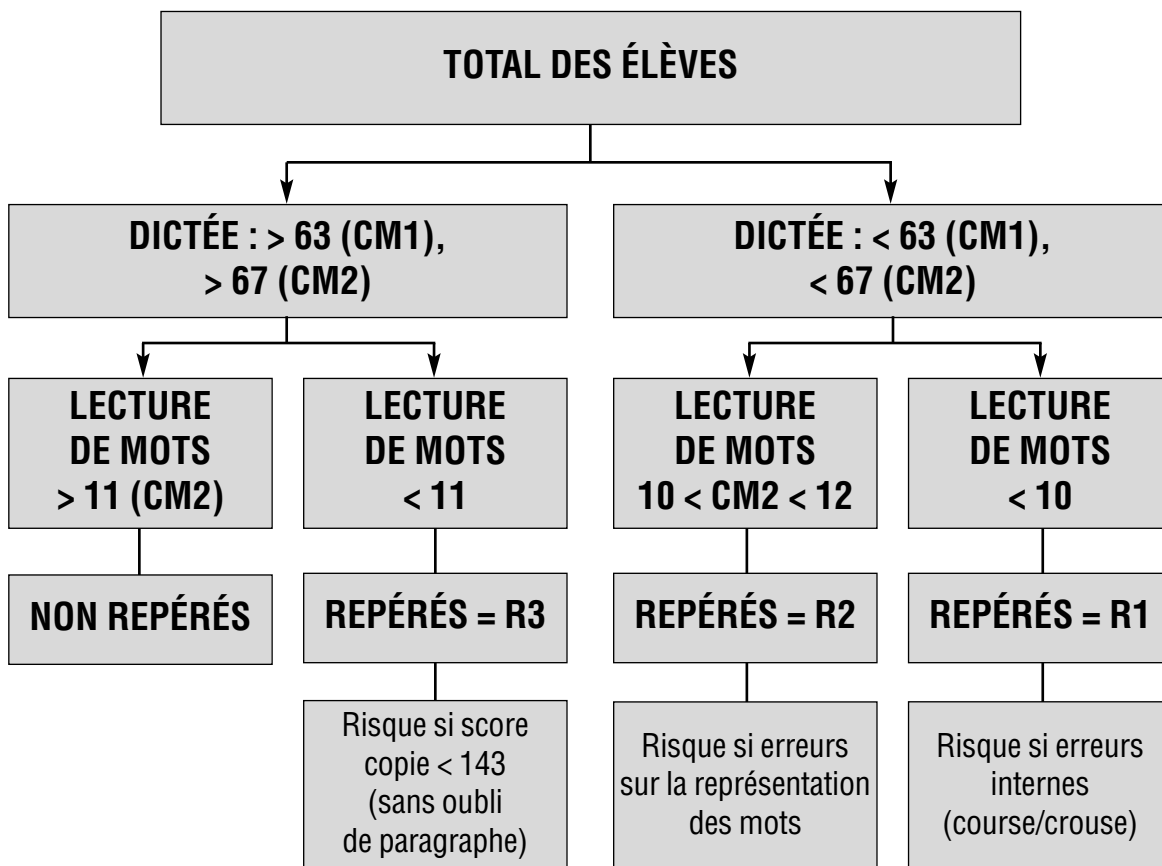 TOTAL DES ÉLÈVES
DICTÉE : > 63 (CM1),
> 67 (CM2)
DICTÉE : < 63 (CM1),
< 67 (CM2)
LECTURE
DE MOTS
> 11 (CM2)
LECTURE
DE MOTS
< 11
LECTURE
DE MOTS
10 < CM2 < 12
LECTURE
DE MOTS
< 10
NON REPÉRÉS
REPÉRÉS = R3
REPÉRÉS = R2
REPÉRÉS = R1
Risque si score
copie < 143
(sans oubli
de paragraphe)
Risque si erreurs
sur la représentation
des mots
Risque si erreurs
internes
(course/crouse)